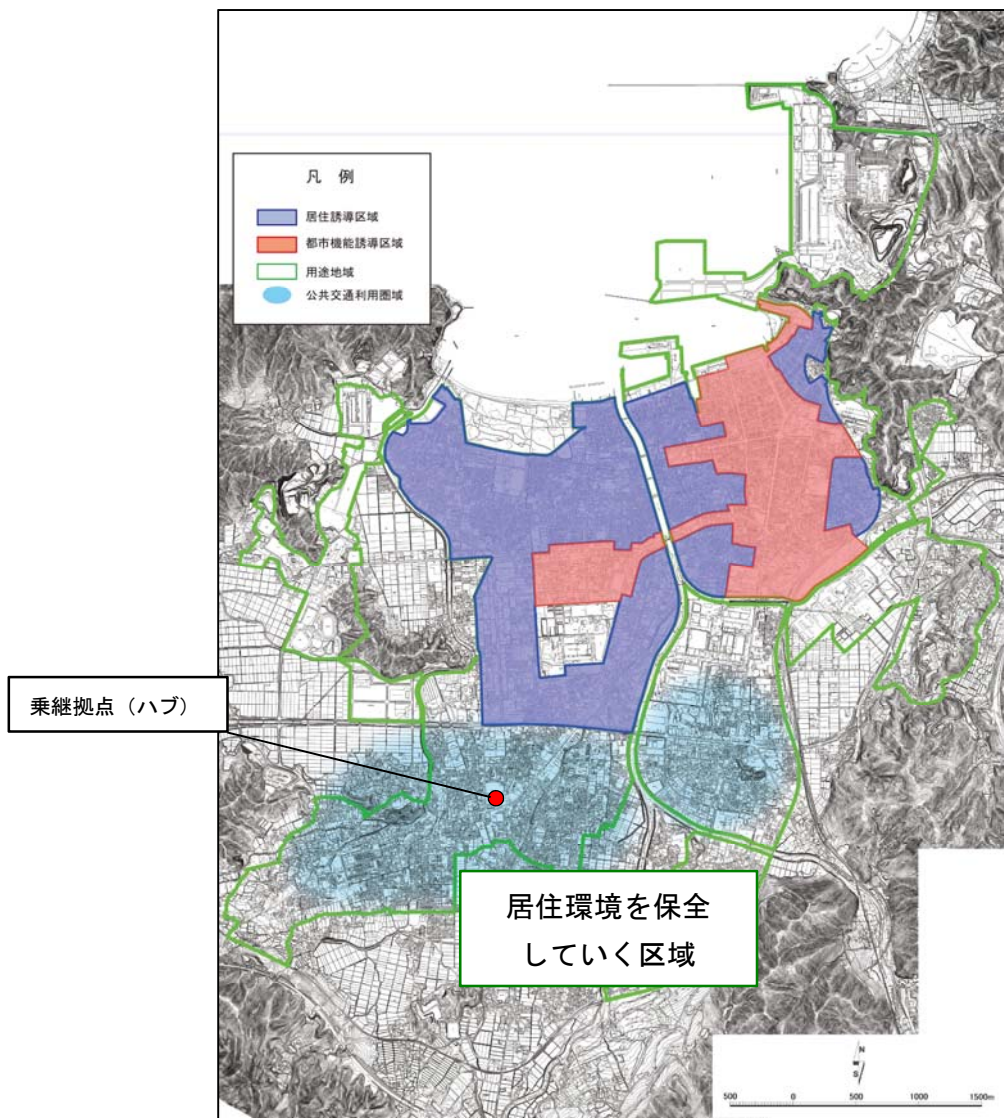 凡　例
居住誘導区域
都市機能誘導区域
用途地域
公共交通利用圏域
乗継拠点（ハブ）
居住環境を保全
していく区域
N
S
500 0 500 1000 1500m